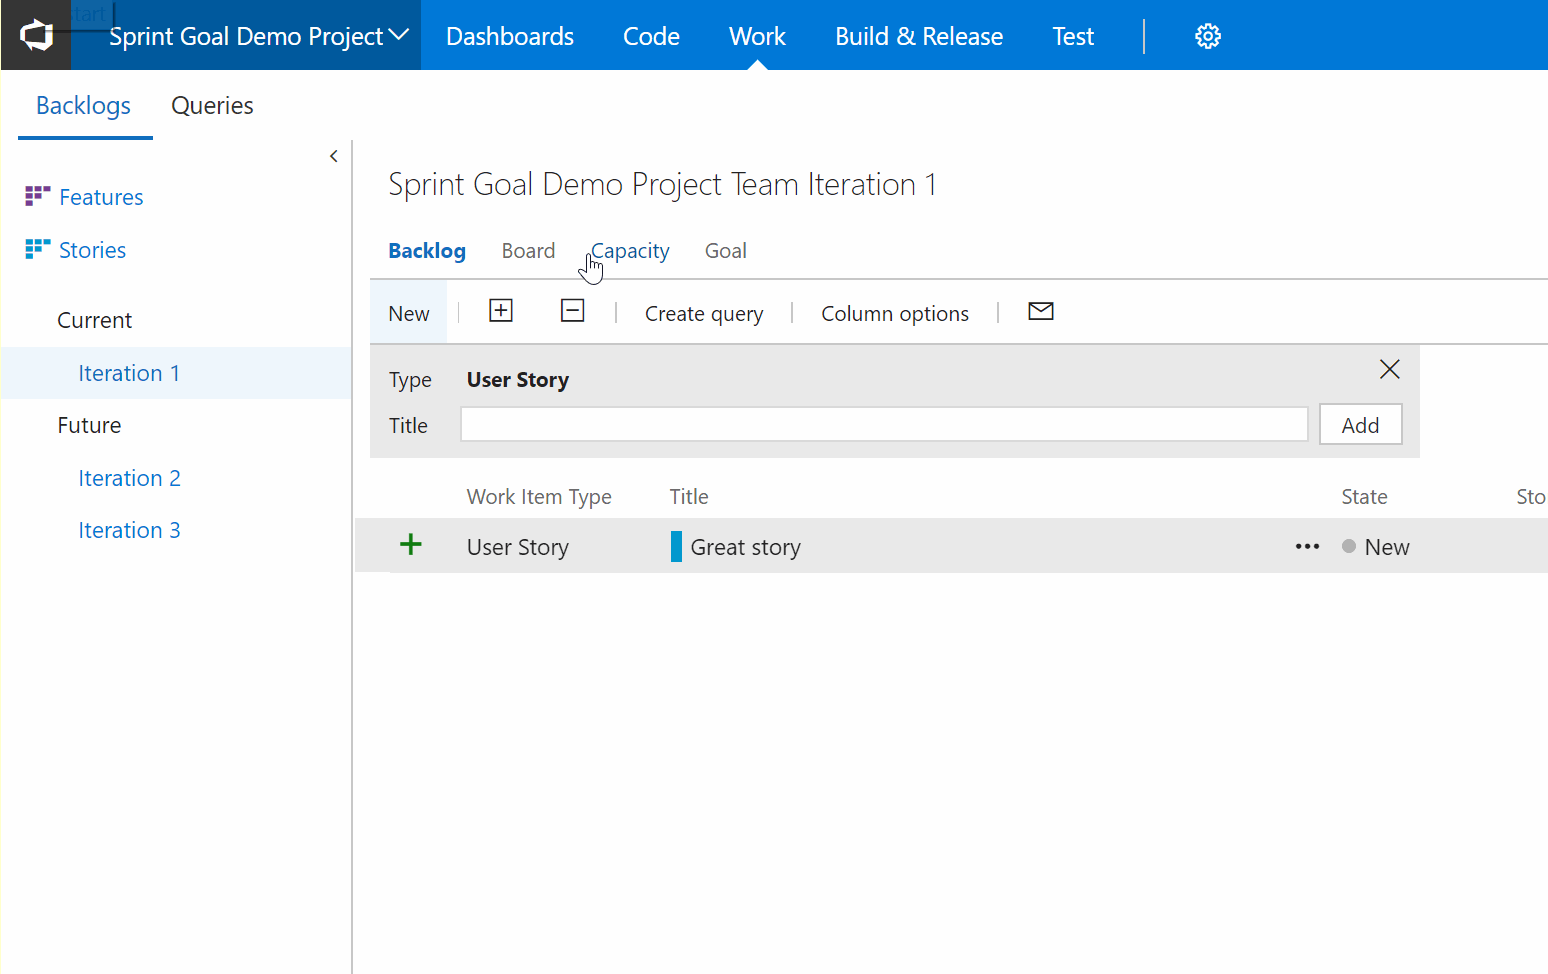 start
Sprint Goal Demo Project Dashboards Code Work Build & Release Test
Backlogs Queries
Features
Stories
Current
Iteration 1
Future
Iteration 2
Iteration 3
Sprint Goal Demo Project Team Iteration 1
Backlog Board Capacity Goal
New Create query Column options
Type User Story
Title Add
Work Item Type Title State Sto
User Story Great story New